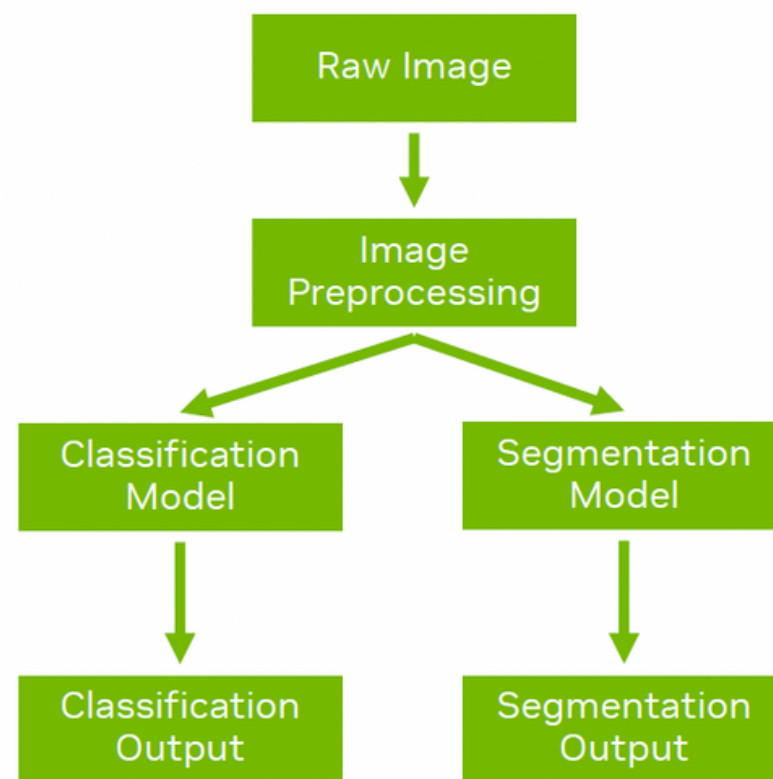 Raw Image
Image
Preprocessing
Classification
Model
Segmentation
Model
Classification
Output
Segmentation
Output